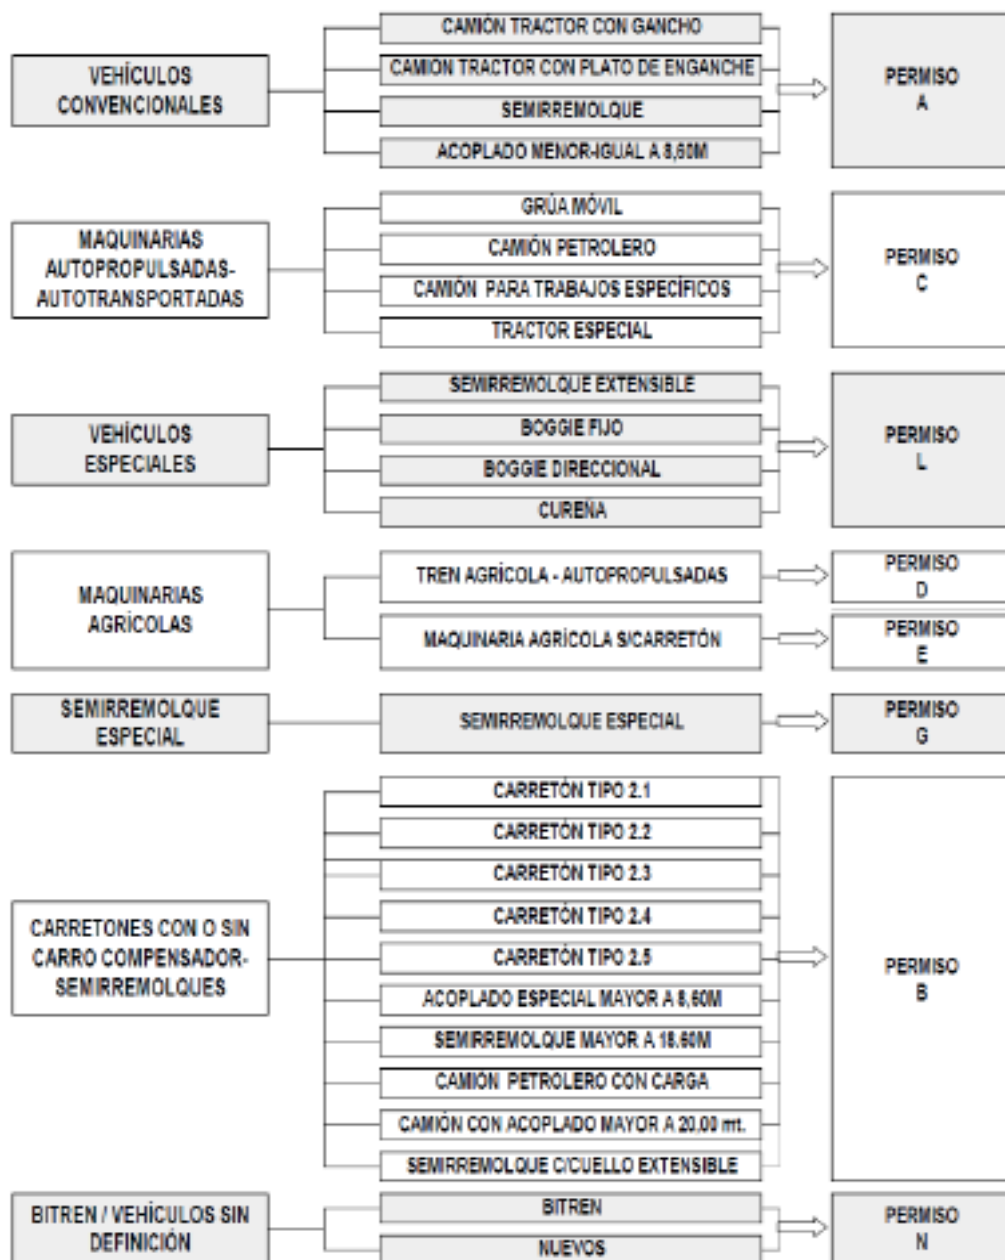 VEHÍCULOS
CONVENCIONALES
CAMIÓN TRACTOR CON GANCHO
CAMION TRACTOR CON PLATO DE ENGANCHE
SEMIRREMOLQUE
ACOPLADO MENOR-IGUAL A 8,60M
PERMISO
A
MAQUINARIAS
AUTOPROPULSADAS-
AUTOTRANSPORTADAS
GRÚA MÓVIL
CAMIÓN PETROLERO
CAMIÓN PARA TRABAJOS ESPECÍFICOS
TRACTOR ESPECIAL
PERMISO
C
VEHÍCULOS
ESPECIALES
SEMIRREMOLQUE EXTENSIBLE
BOGGIE FIJO
BOGGIE DIRECCIONAL
CUREÑA
PERMISO
L
MAQUINARIAS
AGRÍCOLAS
TREN AGRÍCOLA - AUTOPROPULSADAS
PERMISO
D
MAQUINARIA AGRÍCOLA S/CARRETÓN
PERMISO
E
SEMIRREMOLQUE
ESPECIAL
SEMIRREMOLQUE ESPECIAL
PERMISO
G
CARRETONES CON O SIN
CARRO COMPENSADOR-
SEMIRREMOLQUES
CARRETÓN TIPO 2.1
CARRETÓN TIPO 2.2
CARRETÓN TIPO 2.3
CARRETÓN TIPO 2.4
CARRETÓN TIPO 2.5
ACOPLADO ESPECIAL MAYOR A 8,60M
SEMIRREMOLQUE MAYOR A 18.60M
CAMIÓN PETROLERO CON CARGA
CAMIÓN CON ACOPLADO MAYOR A 20,00 mt.
SEMIRREMOLQUE C/CUELLO EXTENSIBLE
PERMISO
B
BITREN / VEHÍCULOS SIN
DEFINICIÓN
BITREN
NUEVOS
PERMISO
N